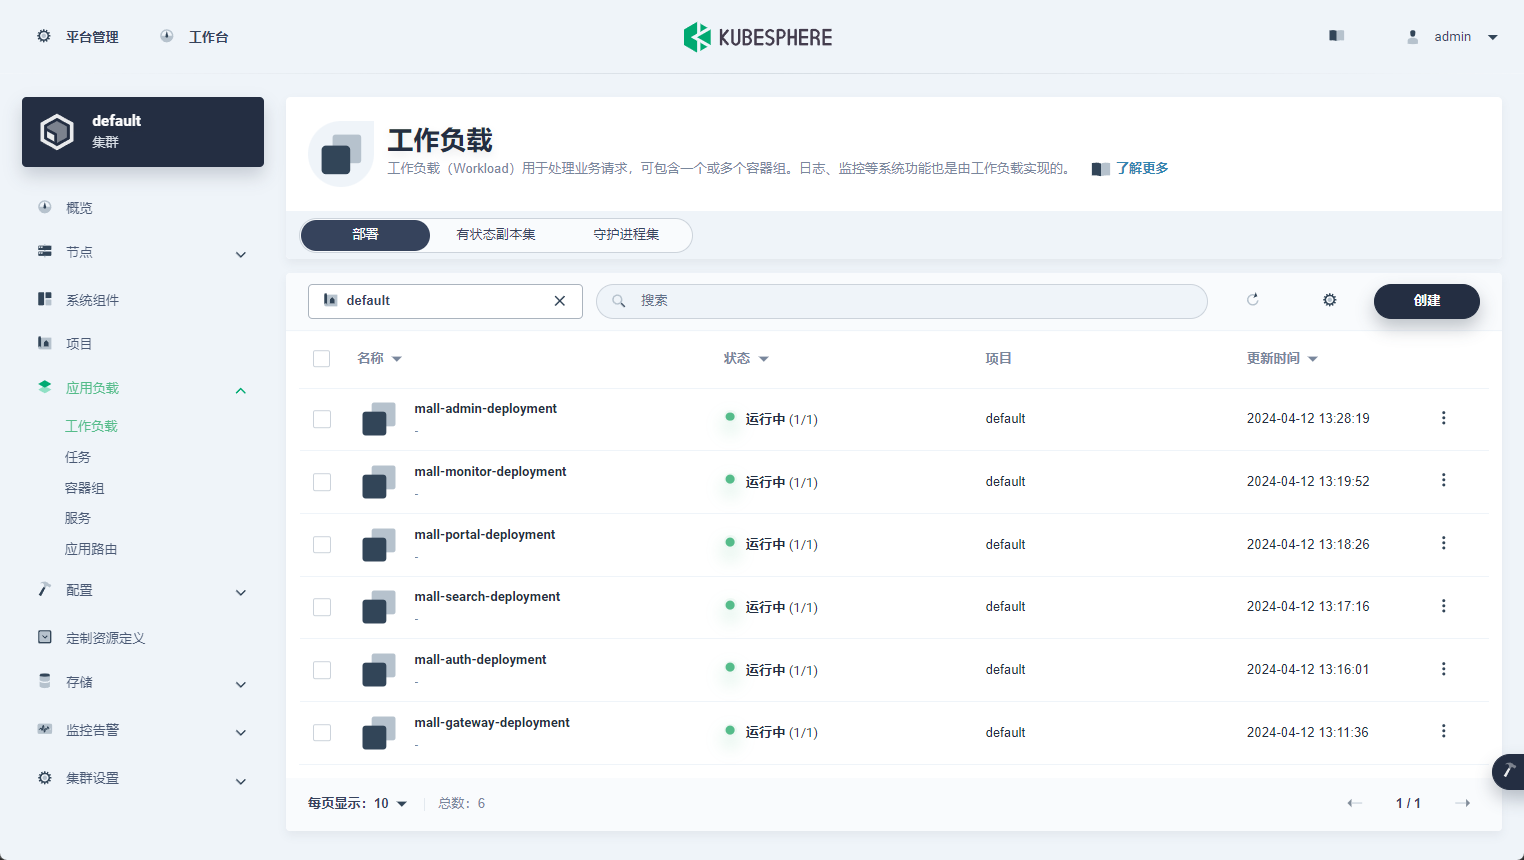 平台管理
工作台
KUBESPHERE
admin
default
集群
概览
节点
系统组件
项目
应用负载
工作负载
任务
容器组
服务
应用路由
配置
定制资源定义
存储
监控告警
集群设置
工作负载
工作负载（Workload）用于处理业务请求，可包含一个或多个容器组。日志、监控等系统功能也是由工作负载实现的。 了解更多
部署 有状态副本集 守护进程集
default 搜索 创建
名称 状态 项目 更新时间
mall-admin-deployment
-
运行中 (1/1) default 2024-04-12 13:28:19
mall-monitor-deployment
-
运行中 (1/1) default 2024-04-12 13:19:52
mall-portal-deployment
-
运行中 (1/1) default 2024-04-12 13:18:26
mall-search-deployment
-
运行中 (1/1) default 2024-04-12 13:17:16
mall-auth-deployment
-
运行中 (1/1) default 2024-04-12 13:16:01
mall-gateway-deployment
-
运行中 (1/1) default 2024-04-12 13:11:36
每页显示：10 总数：6 1 / 1